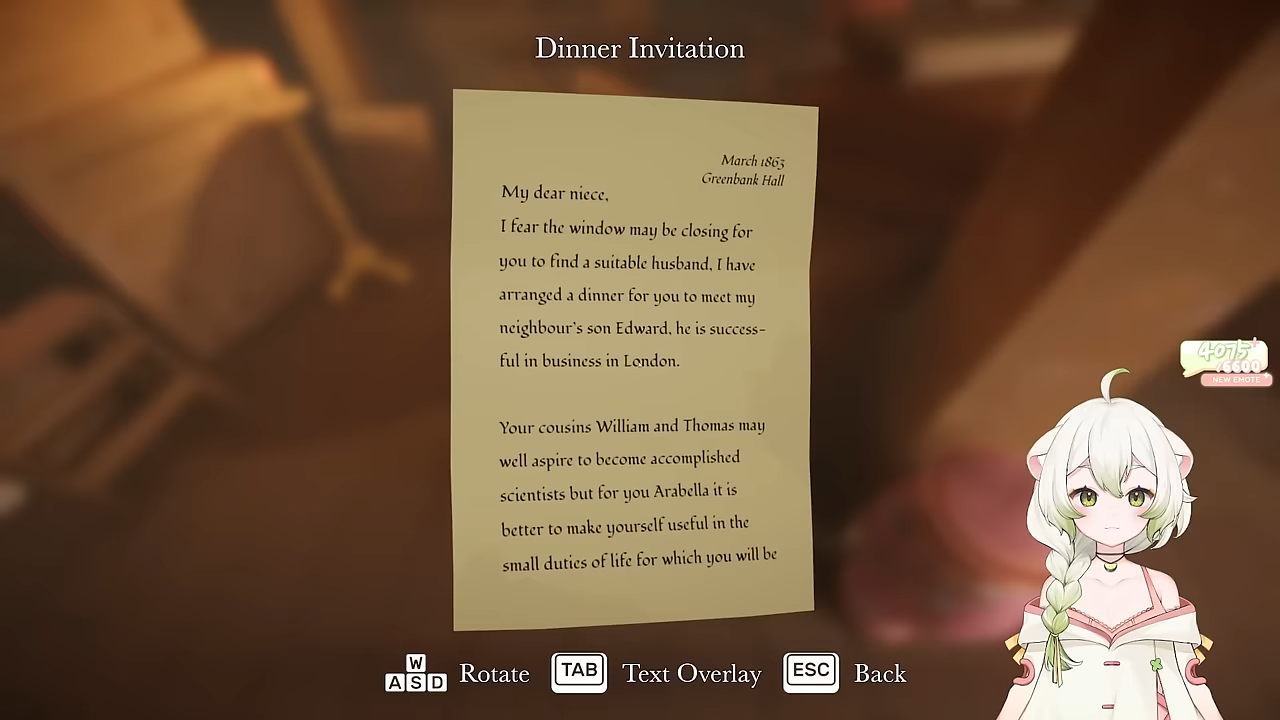 Dinner Invitation
March 1863
Greenbank Hall
My dear niece,
I fear the window may be closing for
you to find a suitable husband, I have
arranged a dinner for you to meet my
neighbour's son Edward, he is success-
ful in business in London.
Your cousins William and Thomas may
well aspire to become accomplished
scientists but for you Arabella it is
better to make yourself useful in the
small duties of life for which you will be
4075
/6600
NEW EMOTE
W
A S D
Rotate
TAB
Text Overlay
ESC
Back